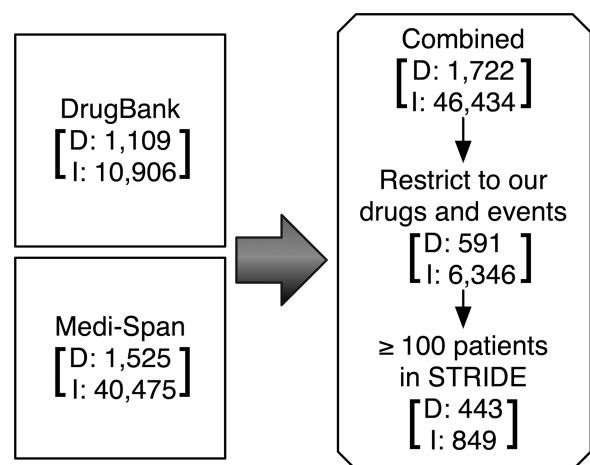 DrugBank
[D: 1,109
I: 10,906]
Medi-Span
[D: 1,525
I: 40,475]
Combined
[D: 1,722
I: 46,434]
Restrict to our
drugs and events
[D: 591
I: 6,346]
≥ 100 patients
in STRIDE
[D: 443
I: 849]